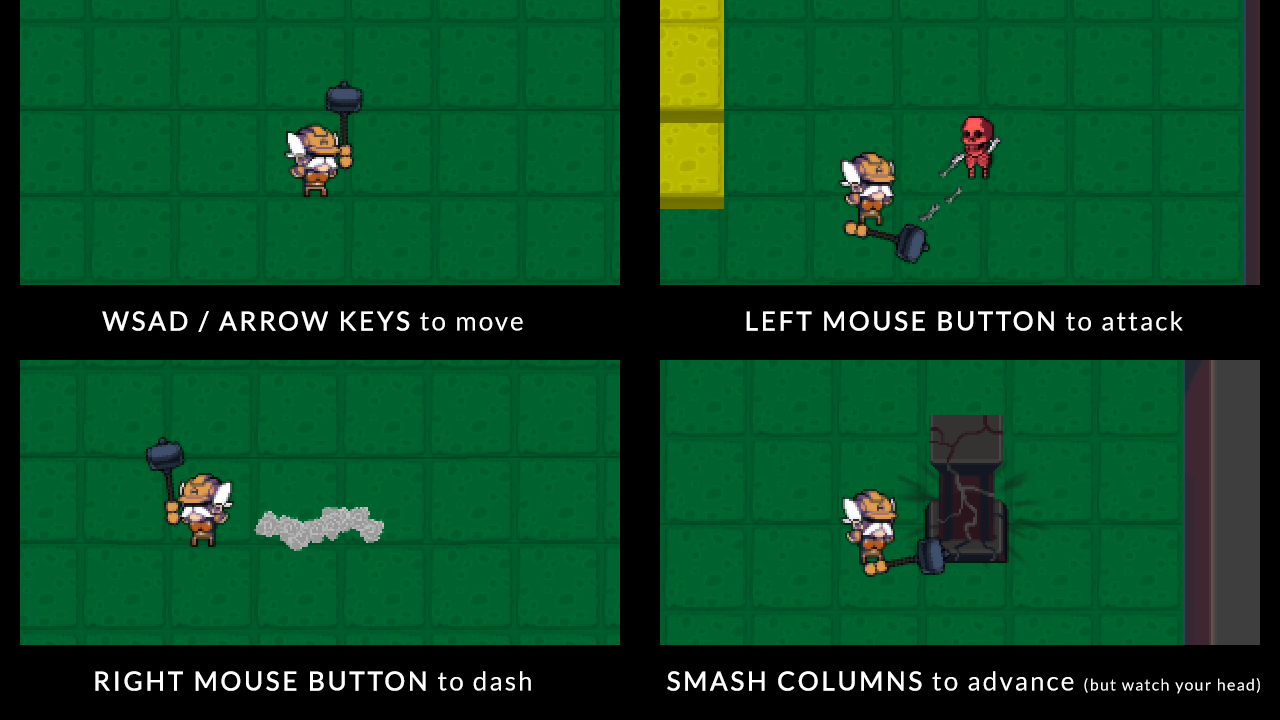 WSAD / ARROW KEYS to move
LEFT MOUSE BUTTON to attack
RIGHT MOUSE BUTTON to dash
SMASH COLUMNS to advance (but watch your head)